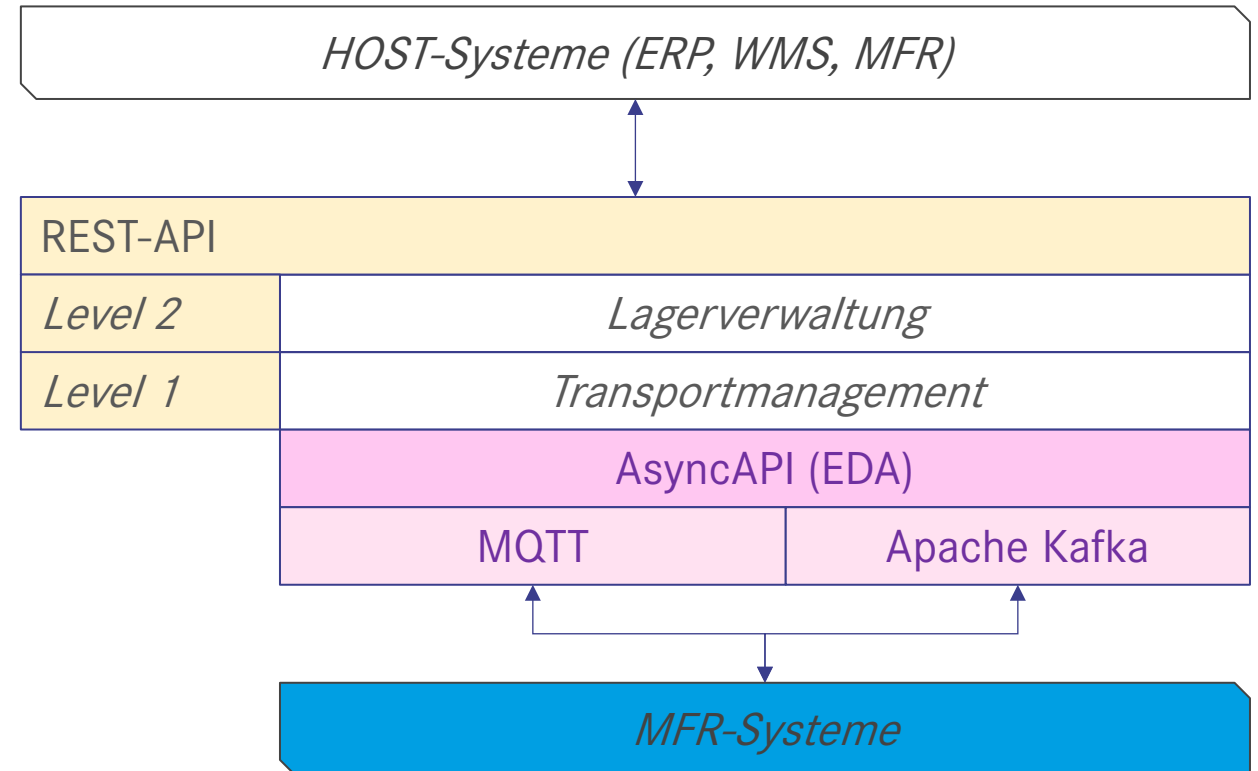 HOST-Systeme (ERP, WMS, MFR)
REST-API
Level 2
Lagerverwaltung
Level 1
Transportmanagement
AsyncAPI (EDA)
MQTT
Apache Kafka
MFR-Systeme